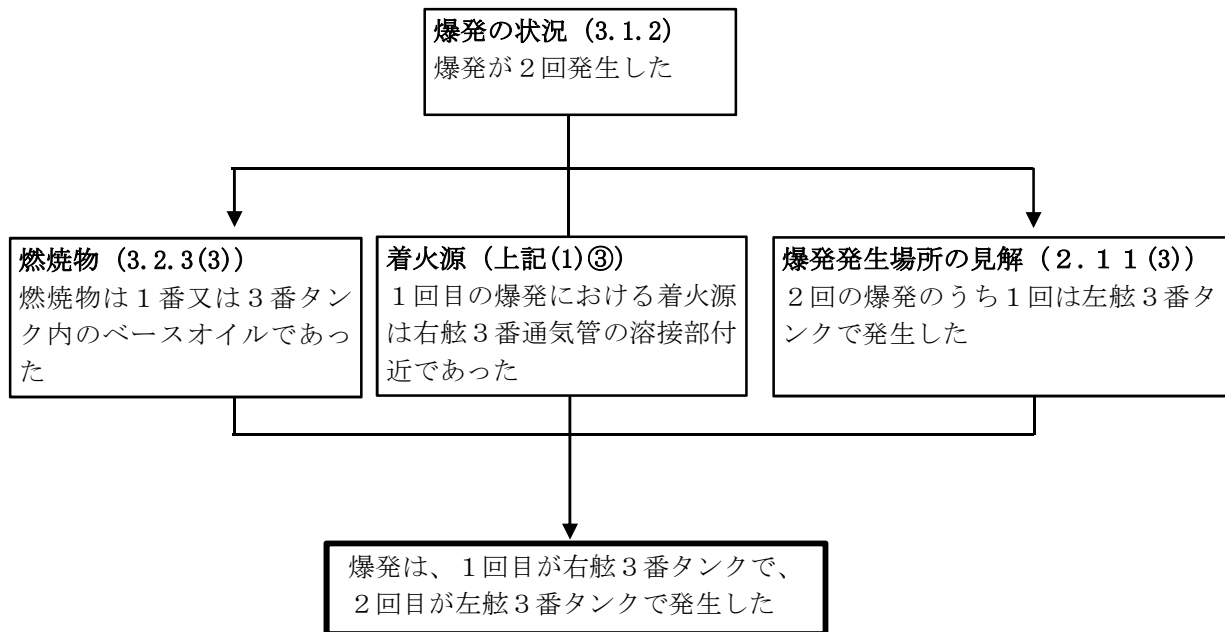 爆発の状況 (3.1.2)
爆発が２回発生した
燃焼物 (3.2.3(3))
燃焼物は１番又は３番タン
ク内のベースオイルであっ
た
着火源（上記(1)③）
１回目の爆発における着火源
は右舷３番通気管の溶接部付
近であった
爆発発生場所の見解（２.１１(3)）
２回の爆発のうち１回は左舷３番タ
ンクで発生した
爆発は、１回目が右舷３番タンクで、
２回目が左舷３番タンクで発生した